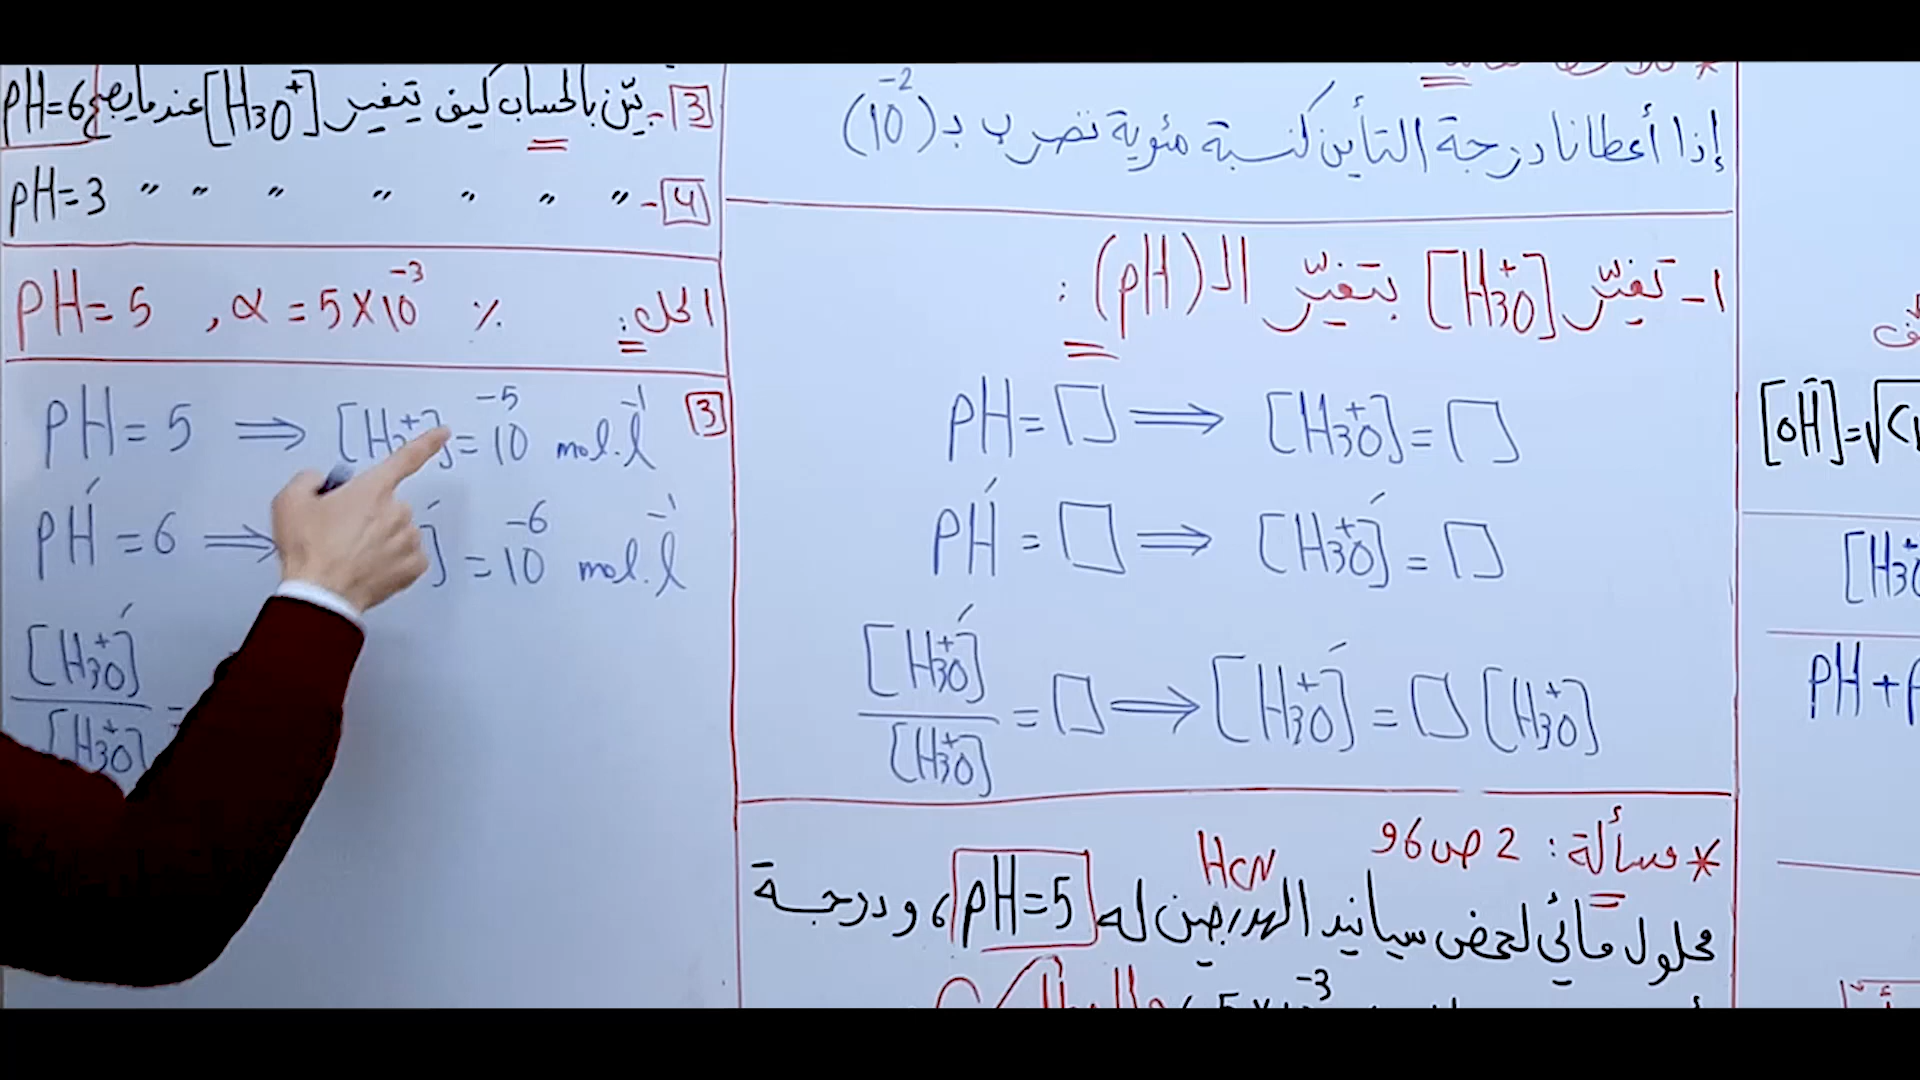 3- بيّن بالحساب كيف يتغير [H3O+] عندما يصبح pH=6
4- " " " " " " " pH=3
الحل: pH=5 , α=5×10⁻³ %
3
pH=5 ⇒ [H3O+]=10⁻⁵ mol.l⁻¹
pH'=6 ⇒ ]'=10⁻⁶ mol.l⁻¹
[H3O+]'
[H3O+]
إذا أعطانا درجة التأين كنسبة مئوية نضرب بـ (10⁻²)
1- تغيّر [H3O+] بتغيّر الـ (pH):
pH=□ ⇒ [H3O+]=□
pH'=□ ⇒ [H3O+]'=□
[H3O+]'/[H3O+]=□ ⇒ [H3O+]'=□[H3O+]
* مسألة: 2 ص 96
HCN
محلول مائي لحمض سيانيد الهدروجين له pH=5، ودرجة
[OH⁻]=√C
[H3O
pH+